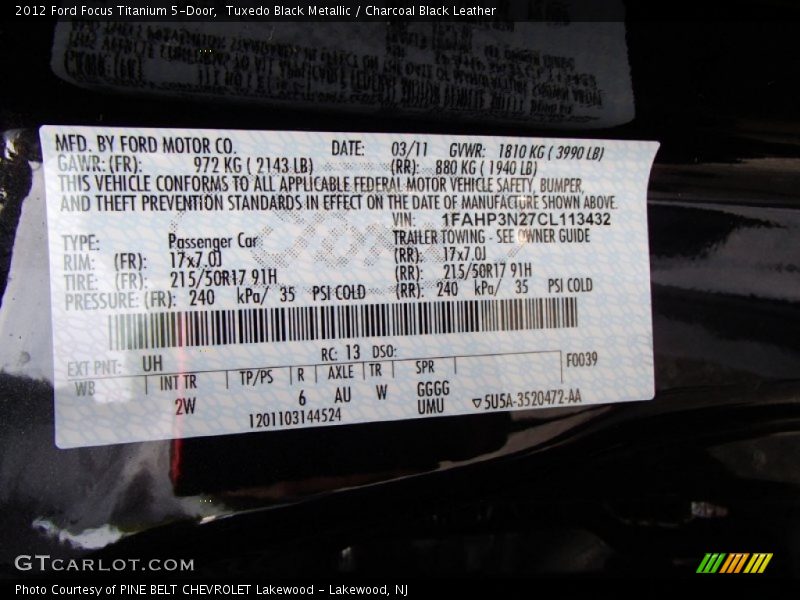 2012 Ford Focus Titanium 5-Door, Tuxedo Black Metallic / Charcoal Black Leather
MFD. BY FORD MOTOR CO. DATE: 03/11 GVWR: 1810 KG ( 3990 LB)
GAWR: (FR): 972 KG ( 2143 LB) (RR): 880 KG ( 1940 LB)
THIS VEHICLE CONFORMS TO ALL APPLICABLE FEDERAL MOTOR VEHICLE SAFETY, BUMPER,
AND THEFT PREVENTION STANDARDS IN EFFECT ON THE DATE OF MANUFACTURE SHOWN ABOVE.
VIN: 1FAHP3N27CL113432
TYPE: Passenger Car TRAILER TOWING - SEE OWNER GUIDE
RIM: (FR): 17x7.0J (RR): 17x7.0J
TIRE: (FR): 215/50R17 91H (RR): 215/50R17 91H
PRESSURE: (FR): 240 kPa/ 35 PSI COLD (RR): 240 kPa/ 35 PSI COLD
EXT PNT: UH RC: 13 DSO: F0039
WB INT TR TP/PS R AXLE TR SPR
2W 6 AU W GGGG
UMU ▽5U5A-3520472-AA
1201103144524
GTCARLOT.COM
Photo Courtesy of PINE BELT CHEVROLET Lakewood - Lakewood, NJ